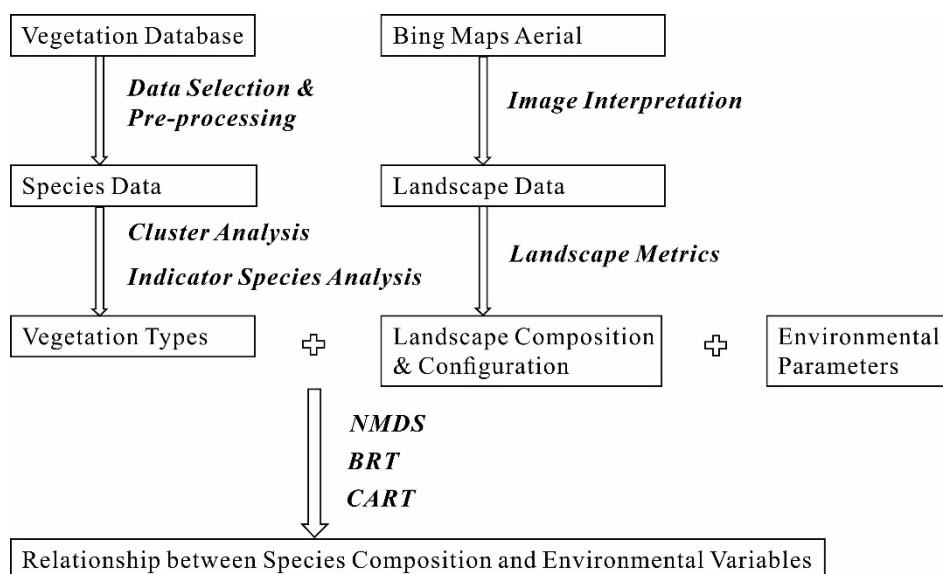 Vegetation Database
Bing Maps Aerial
Data Selection &
Pre-processing
Image Interpretation
Species Data
Landscape Data
Cluster Analysis
Indicator Species Analysis
Landscape Metrics
Vegetation Types
Landscape Composition
& Configuration
Environmental
Parameters
NMDS
BRT
CART
Relationship between Species Composition and Environmental Variables